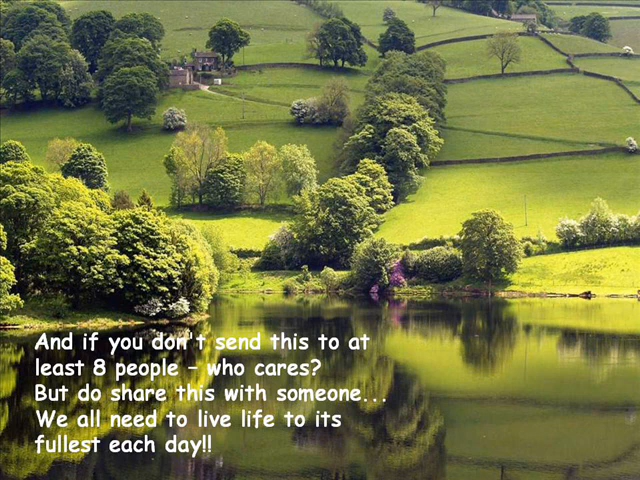 And if you don't send this to at
least 8 people – who cares?
But do share this with someone...
We all need to live life to its
fullest each day!!